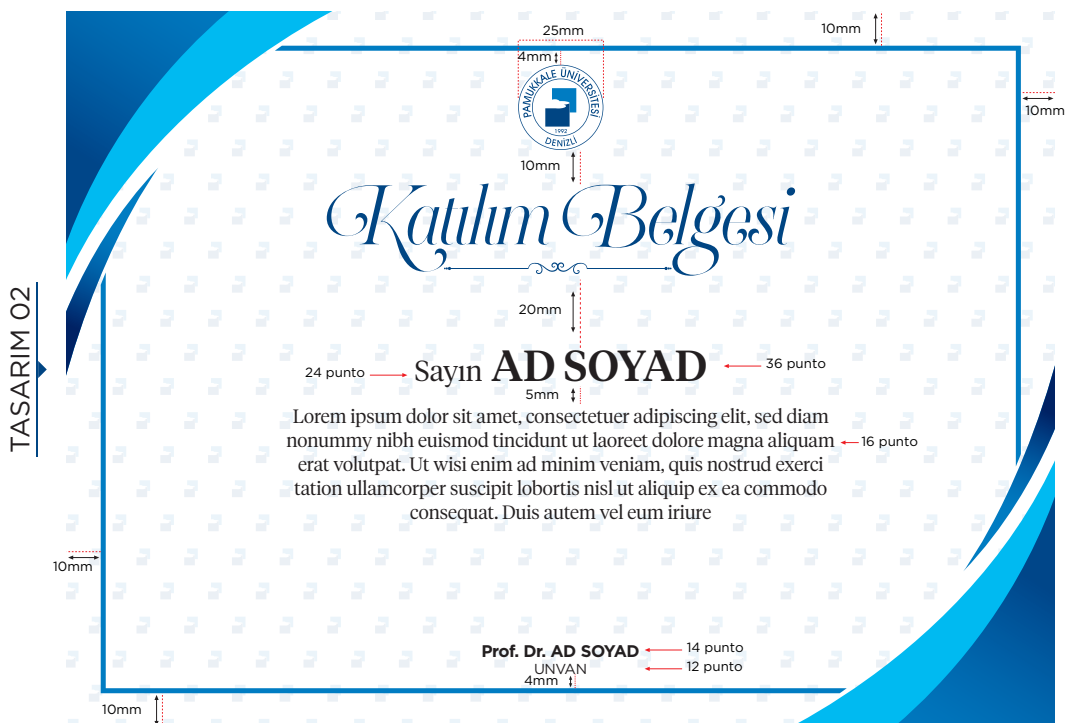 10mm
25mm
4mm
10mm
PAMUKKALE ÜNİVERSİTESİ
1992
DENİZLİ
10mm
Katılım Belgesi
TASARIM 02
20mm
24 punto
Sayın AD SOYAD
36 punto
5mm
Lorem ipsum dolor sit amet, consectetuer adipiscing elit, sed diam
nonummy nibh euismod tincidunt ut laoreet dolore magna aliquam
16 punto
erat volutpat. Ut wisi enim ad minim veniam, quis nostrud exerci
tation ullamcorper suscipit lobortis nisl ut aliquip ex ea commodo
consequat. Duis autem vel eum iriure
10mm
Prof. Dr. AD SOYAD
14 punto
UNVAN
12 punto
4mm
10mm